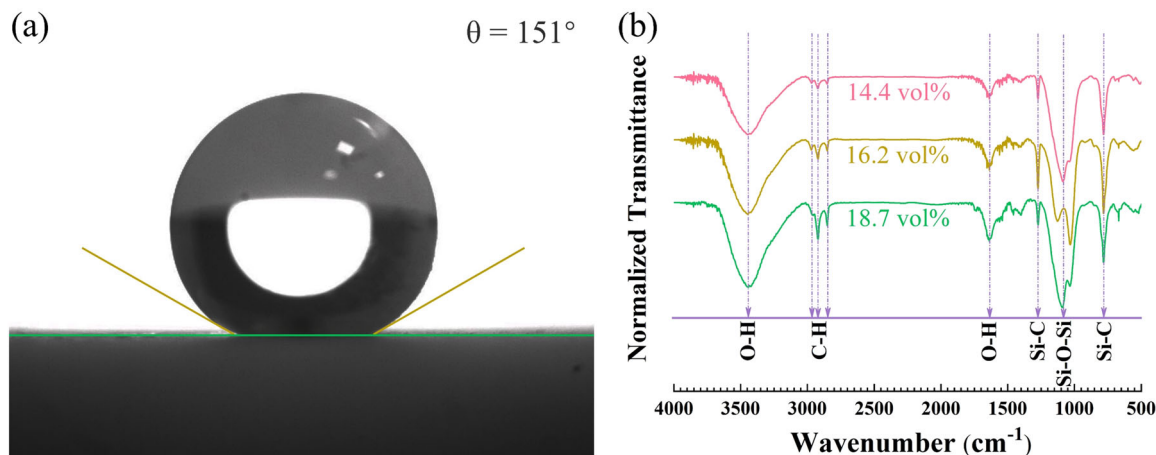 (a)
θ = 151°
(b)
Normalized Transmittance
14.4 vol%
16.2 vol%
18.7 vol%
O-H
C-H
O-H
Si-C
Si-O-Si
Si-C
4000 3500 3000 2500 2000 1500 1000 500
Wavenumber (cm⁻¹)